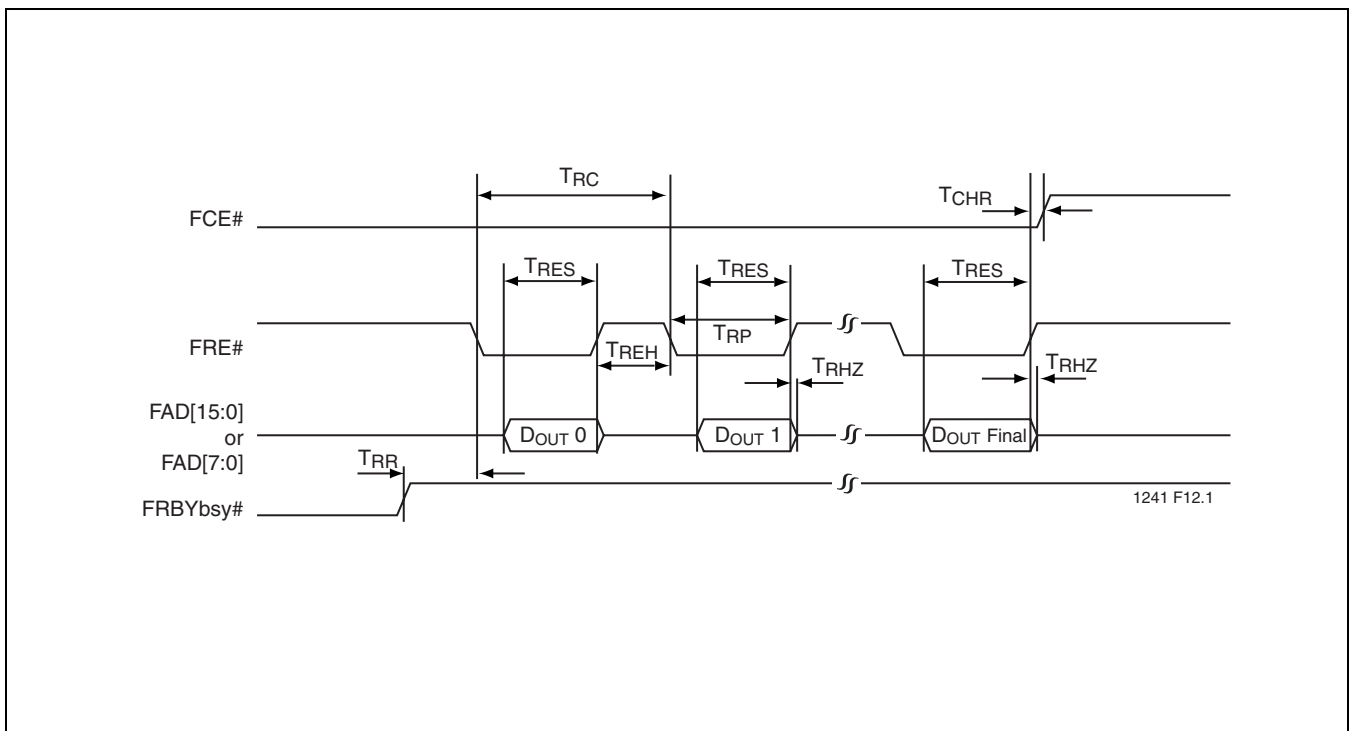 TRC
TCHR
FCE#
TRES TRES TRES
TRP
FRE#
TREH
TRHZ TRHZ
FAD[15:0]
or
FAD[7:0]
DOUT 0 DOUT 1 DOUT Final
TRR
FRBYbsy#
1241 F12.1